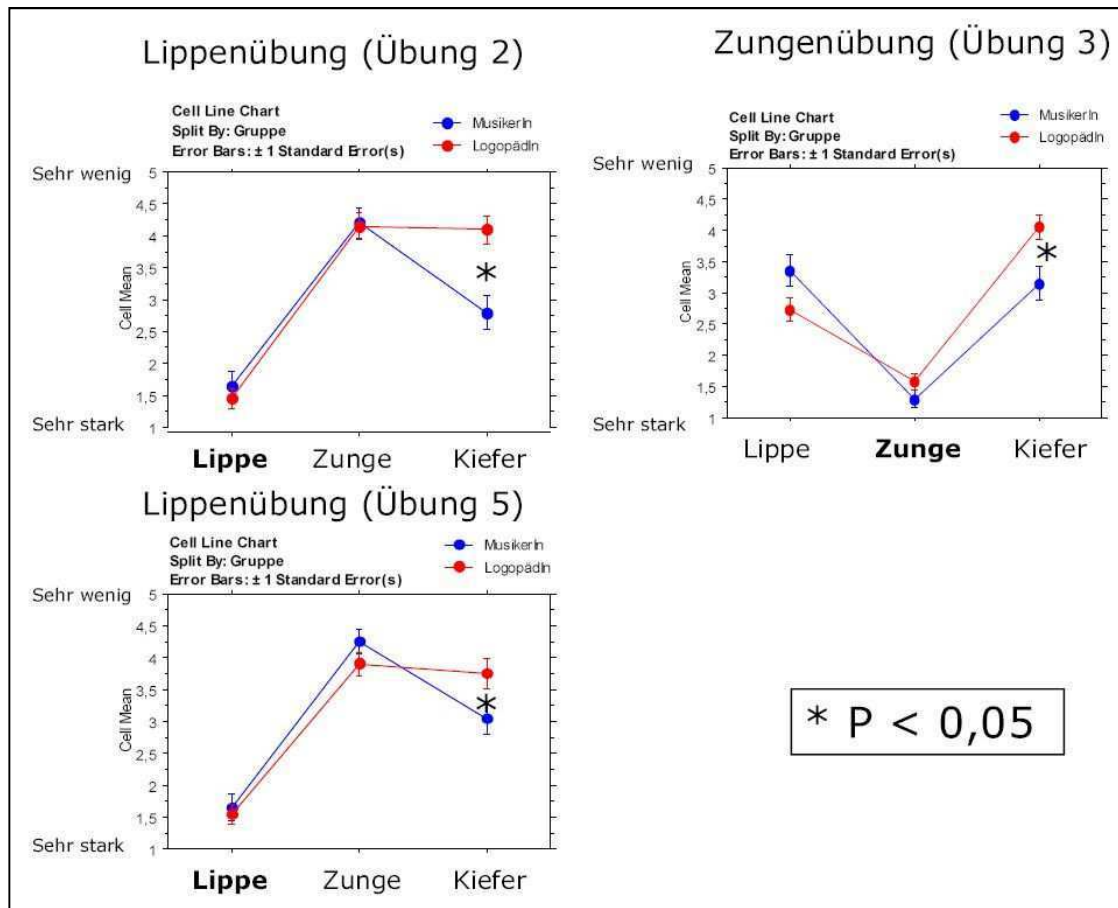 Lippenübung (Übung 2)
Cell Line Chart
Split By: Gruppe
Error Bars: ± 1 Standard Error(s)
MusikerIn
LogopädIn
Sehr wenig
Sehr stark
Cell Mean
5
4,5
4
3,5
3
2,5
2
1,5
1
*
Lippe Zunge Kiefer
Zungenübung (Übung 3)
Cell Line Chart
Split By: Gruppe
Error Bars: ± 1 Standard Error(s)
MusikerIn
LogopädIn
Sehr wenig
Sehr stark
Cell Mean
5
4,5
4
3,5
3
2,5
2
1,5
1
*
Lippe Zunge Kiefer
Lippenübung (Übung 5)
Cell Line Chart
Split By: Gruppe
Error Bars: ± 1 Standard Error(s)
MusikerIn
LogopädIn
Sehr wenig
Sehr stark
Cell Mean
5
4,5
4
3,5
3
2,5
2
1,5
1
*
Lippe Zunge Kiefer
* P < 0,05